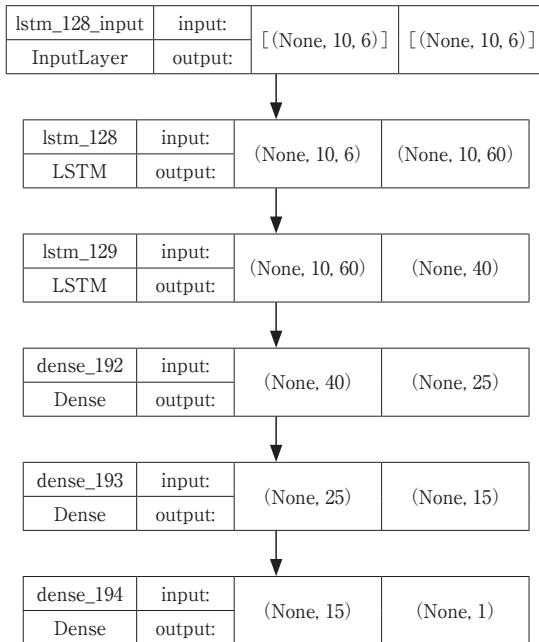 lstm_128_input input: [(None, 10, 6)] [(None, 10, 6)]
InputLayer output:
lstm_128 input: (None, 10, 6) (None, 10, 60)
LSTM output:
lstm_129 input: (None, 10, 60) (None, 40)
LSTM output:
dense_192 input: (None, 40) (None, 25)
Dense output:
dense_193 input: (None, 25) (None, 15)
Dense output:
dense_194 input: (None, 15) (None, 1)
Dense output: